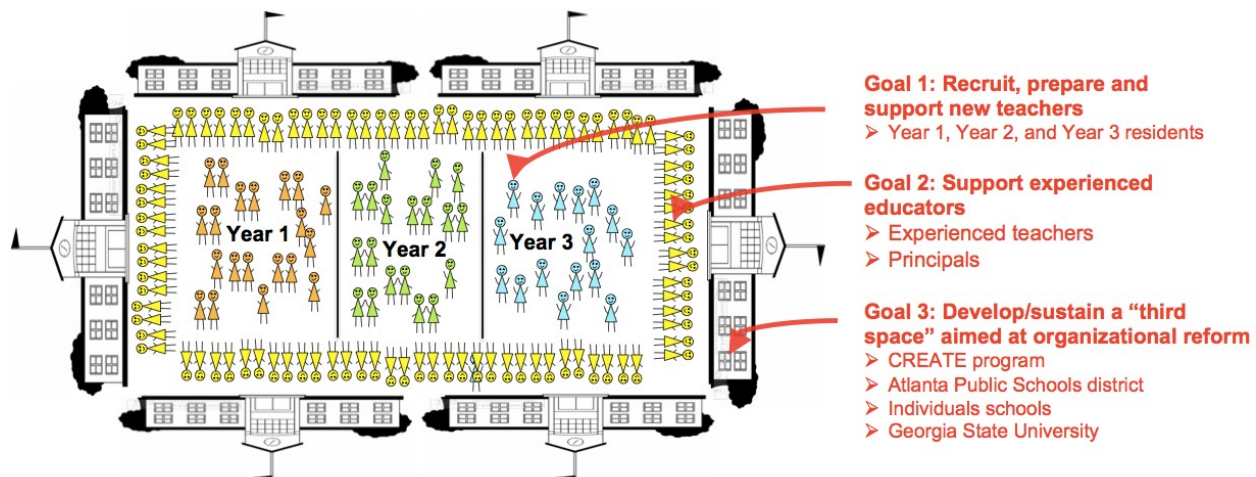 Year 1
Year 2
Year 3
Goal 1: Recruit, prepare and
support new teachers
➢ Year 1, Year 2, and Year 3 residents
Goal 2: Support experienced
educators
➢ Experienced teachers
➢ Principals
Goal 3: Develop/sustain a “third
space” aimed at organizational reform
➢ CREATE program
➢ Atlanta Public Schools district
➢ Individuals schools
➢ Georgia State University